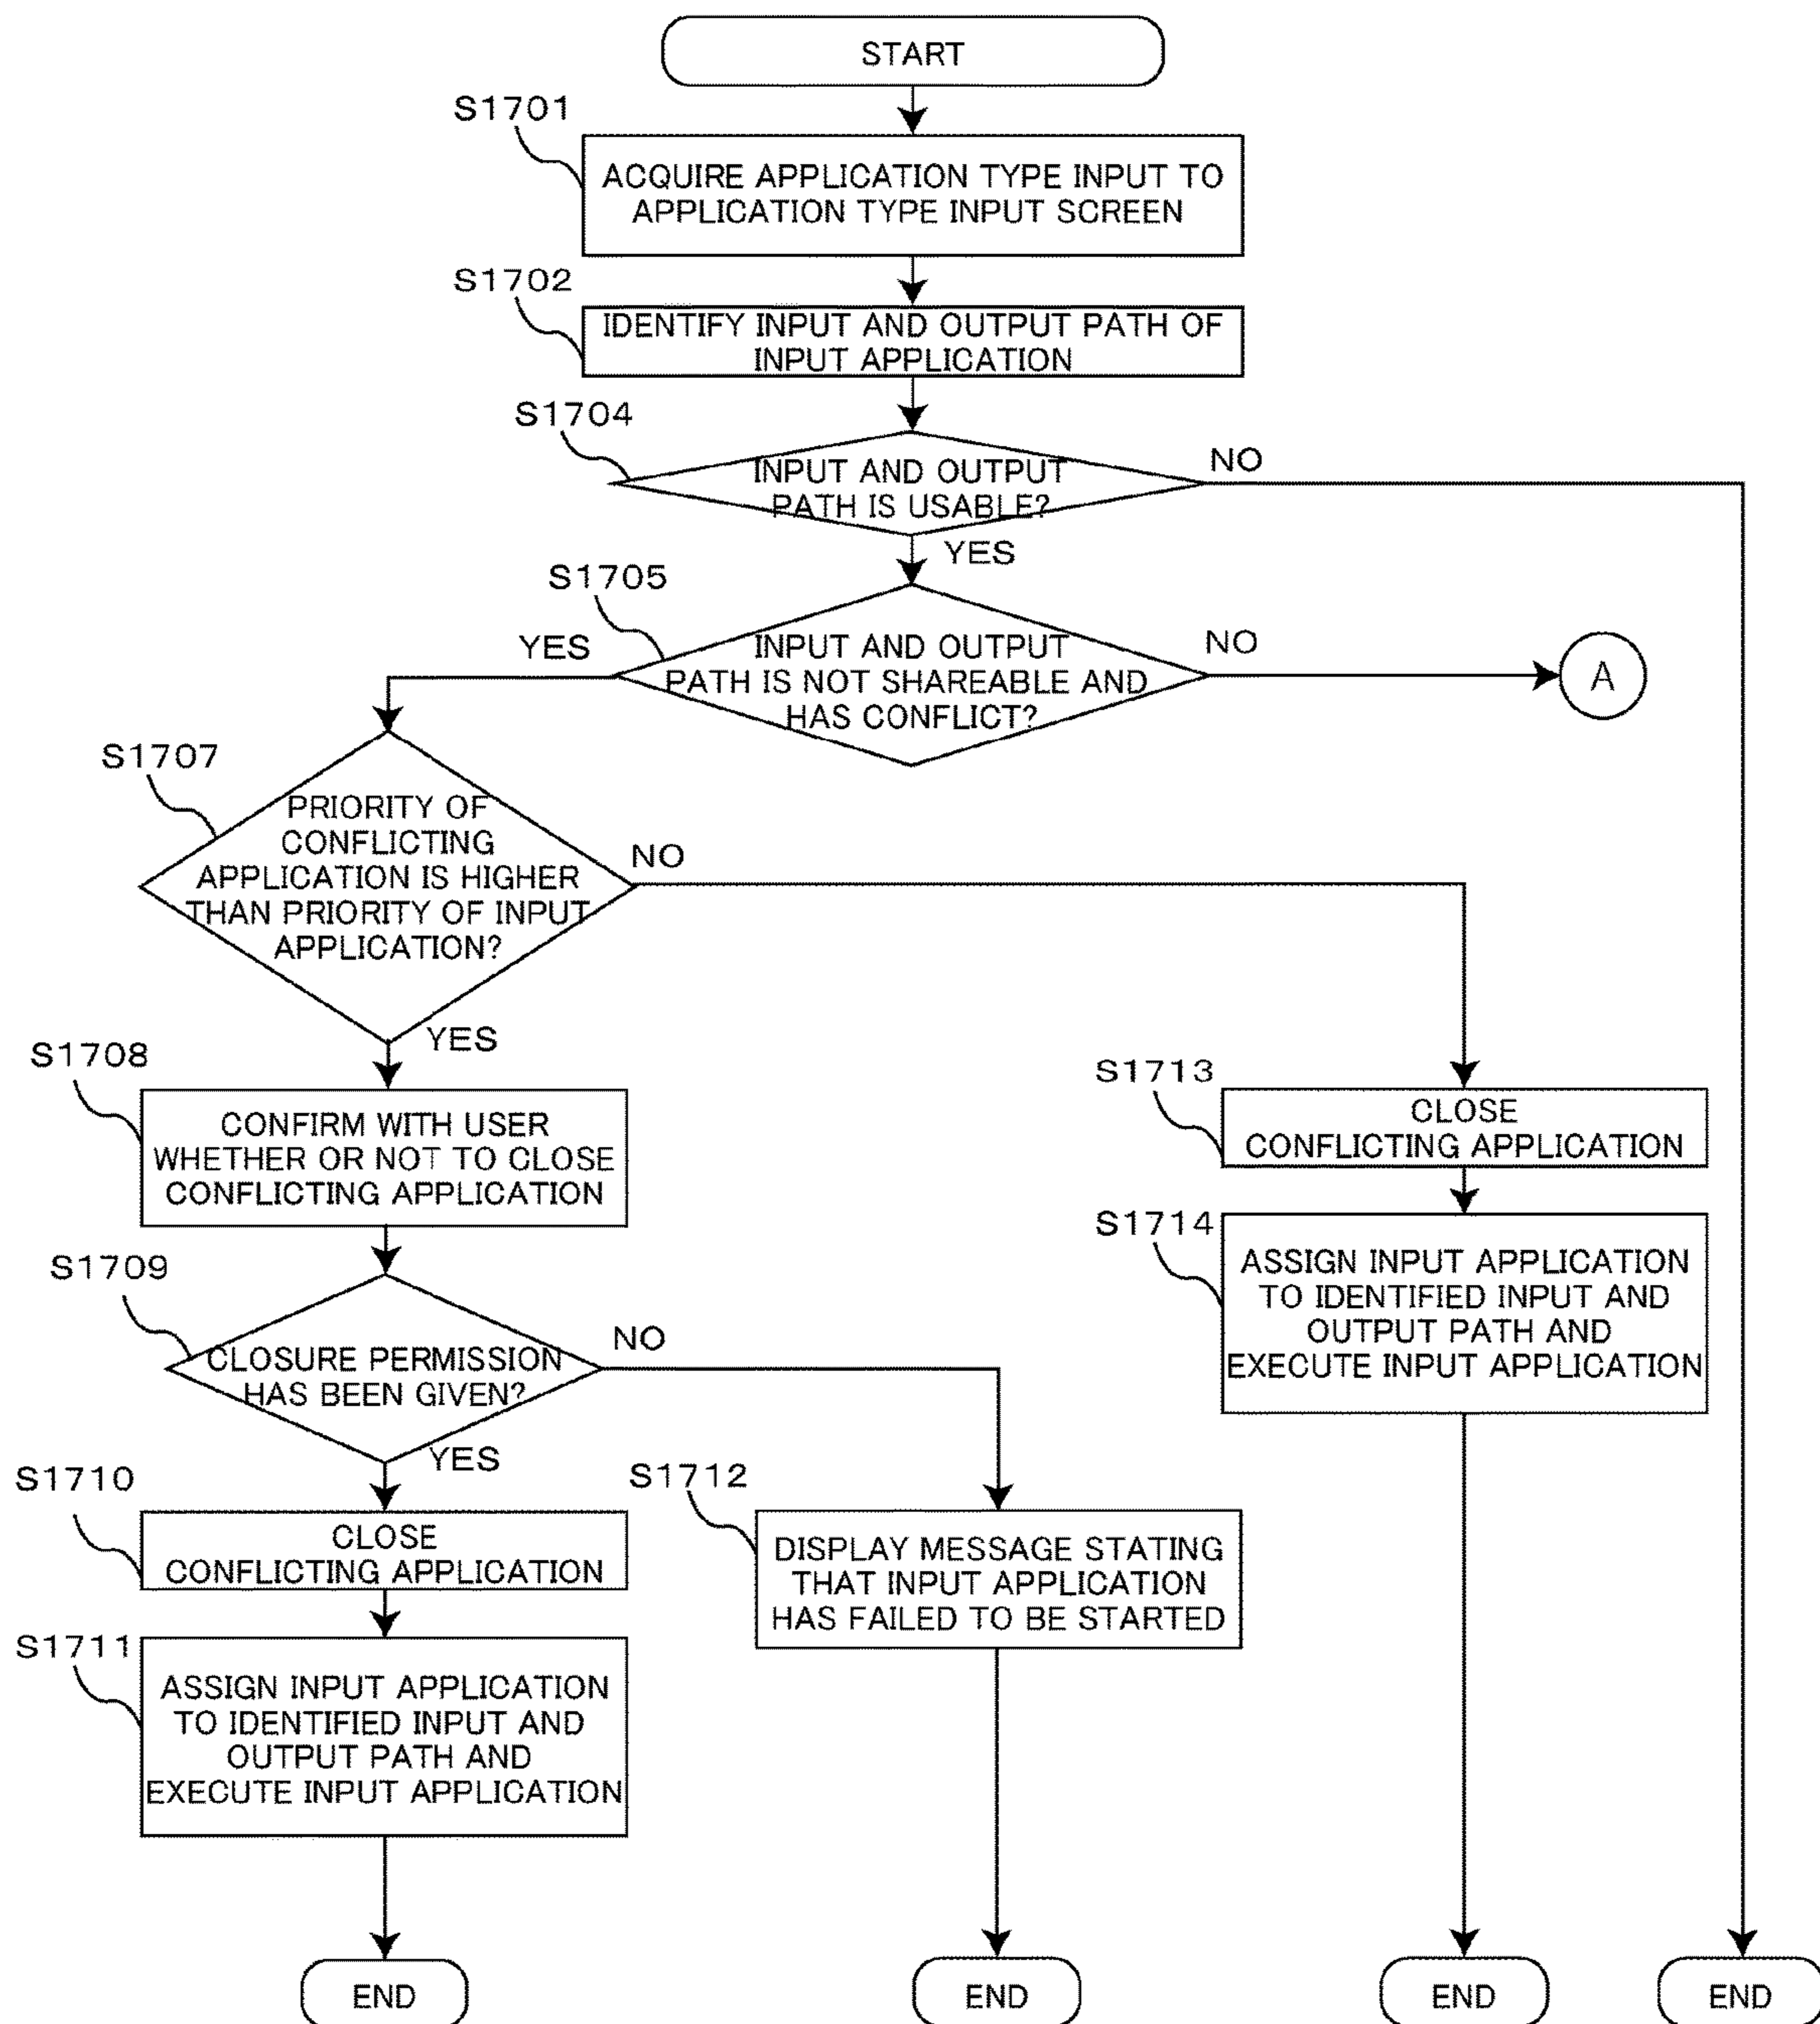 START
S1701
ACQUIRE APPLICATION TYPE INPUT TO
APPLICATION TYPE INPUT SCREEN
S1702
IDENTIFY INPUT AND OUTPUT PATH OF
INPUT APPLICATION
S1704
INPUT AND OUTPUT
PATH IS USABLE?
NO
YES
S1705
INPUT AND OUTPUT
PATH IS NOT SHAREABLE AND
HAS CONFLICT?
YES
NO
A
S1707
PRIORITY OF
CONFLICTING
APPLICATION IS HIGHER
THAN PRIORITY OF INPUT
APPLICATION?
NO
YES
S1708
CONFIRM WITH USER
WHETHER OR NOT TO CLOSE
CONFLICTING APPLICATION
S1713
CLOSE
CONFLICTING APPLICATION
S1714
ASSIGN INPUT APPLICATION
TO IDENTIFIED INPUT AND
OUTPUT PATH AND
EXECUTE INPUT APPLICATION
S1709
CLOSURE PERMISSION
HAS BEEN GIVEN?
NO
YES
S1710
CLOSE
CONFLICTING APPLICATION
S1712
DISPLAY MESSAGE STATING
THAT INPUT APPLICATION
HAS FAILED TO BE STARTED
S1711
ASSIGN INPUT APPLICATION
TO IDENTIFIED INPUT AND
OUTPUT PATH AND
EXECUTE INPUT APPLICATION
END
END
END
END